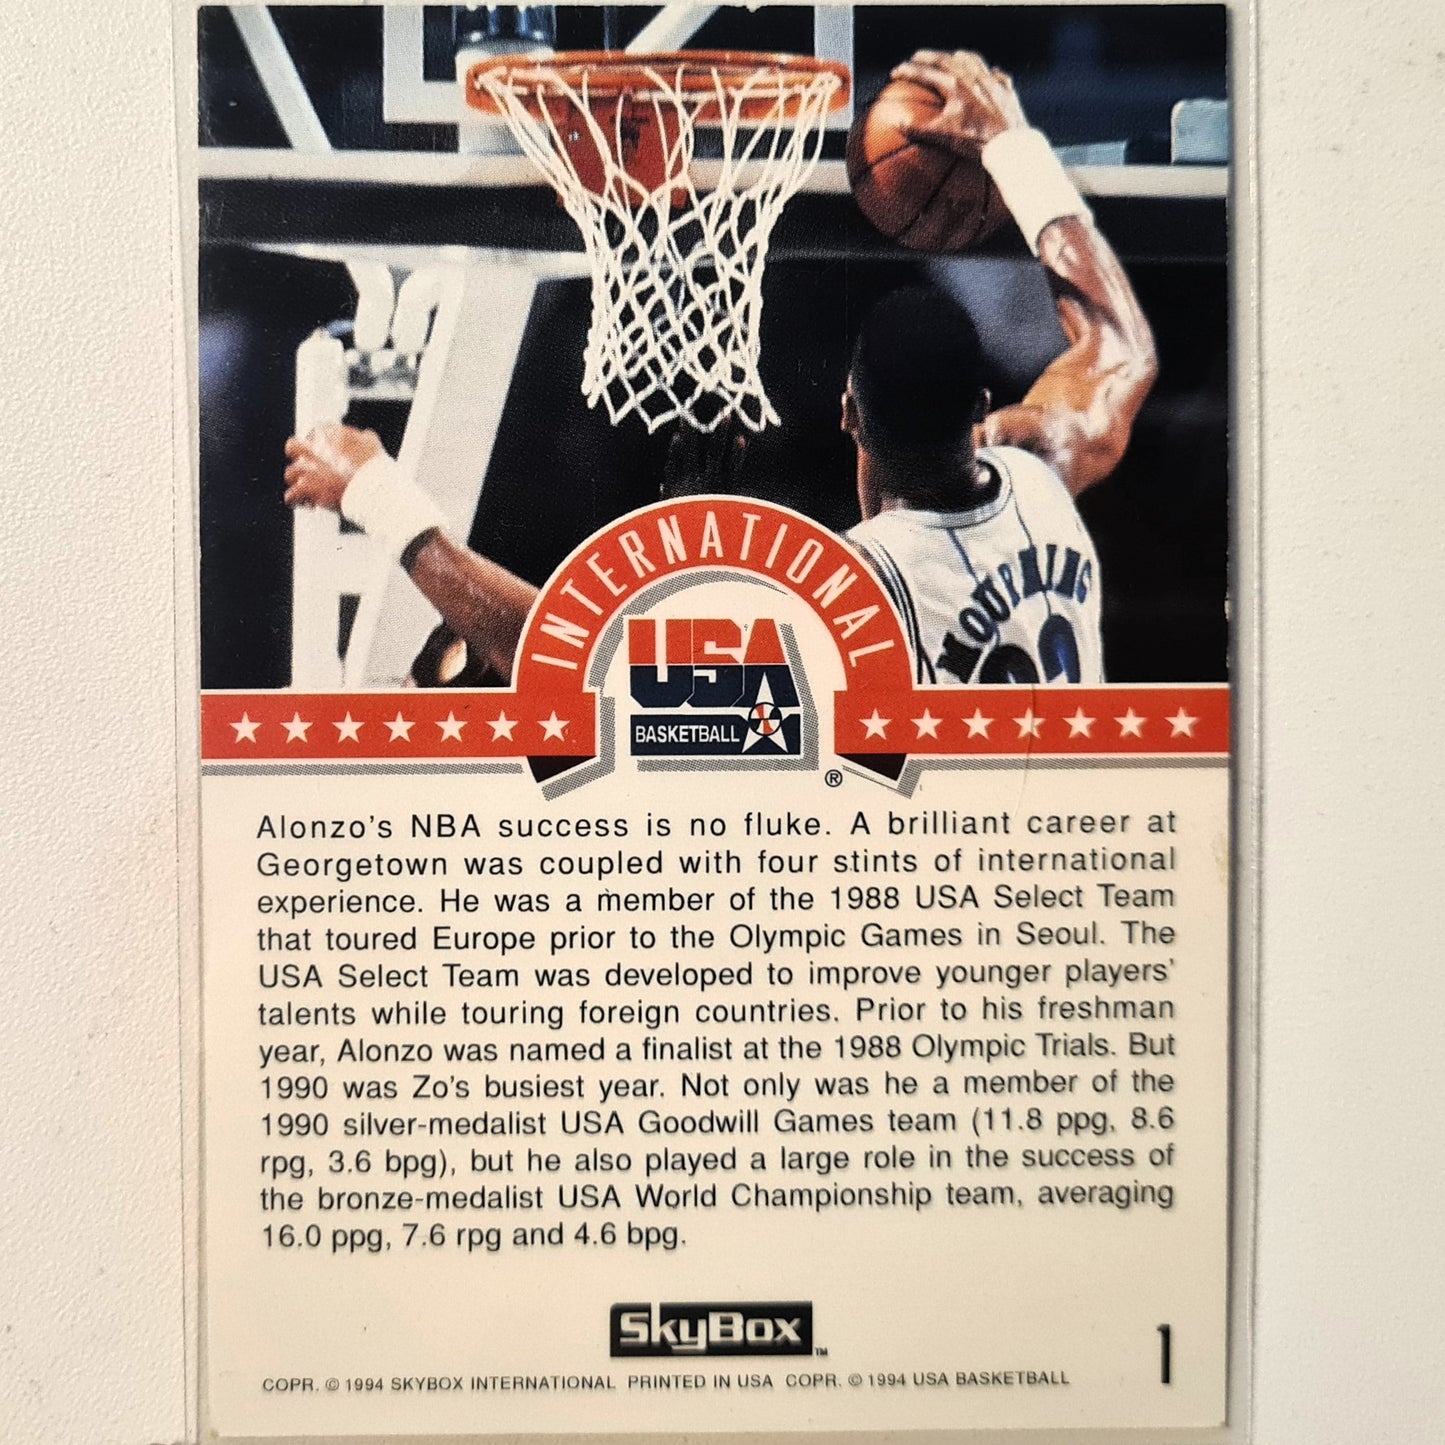 INTERNATIONAL
MOURNING
33
USA
BASKETBALL
®
Alonzo's NBA success is no fluke. A brilliant career at
Georgetown was coupled with four stints of international
experience. He was a member of the 1988 USA Select Team
that toured Europe prior to the Olympic Games in Seoul. The
USA Select Team was developed to improve younger players'
talents while touring foreign countries. Prior to his freshman
year, Alonzo was named a finalist at the 1988 Olympic Trials. But
1990 was Zo's busiest year. Not only was he a member of the
1990 silver-medalist USA Goodwill Games team (11.8 ppg, 8.6
rpg, 3.6 bpg), but he also played a large role in the success of
the bronze-medalist USA World Championship team, averaging
16.0 ppg, 7.6 rpg and 4.6 bpg.
SkyBox™
1
COPR. © 1994 SKYBOX INTERNATIONAL PRINTED IN USA COPR. © 1994 USA BASKETBALL